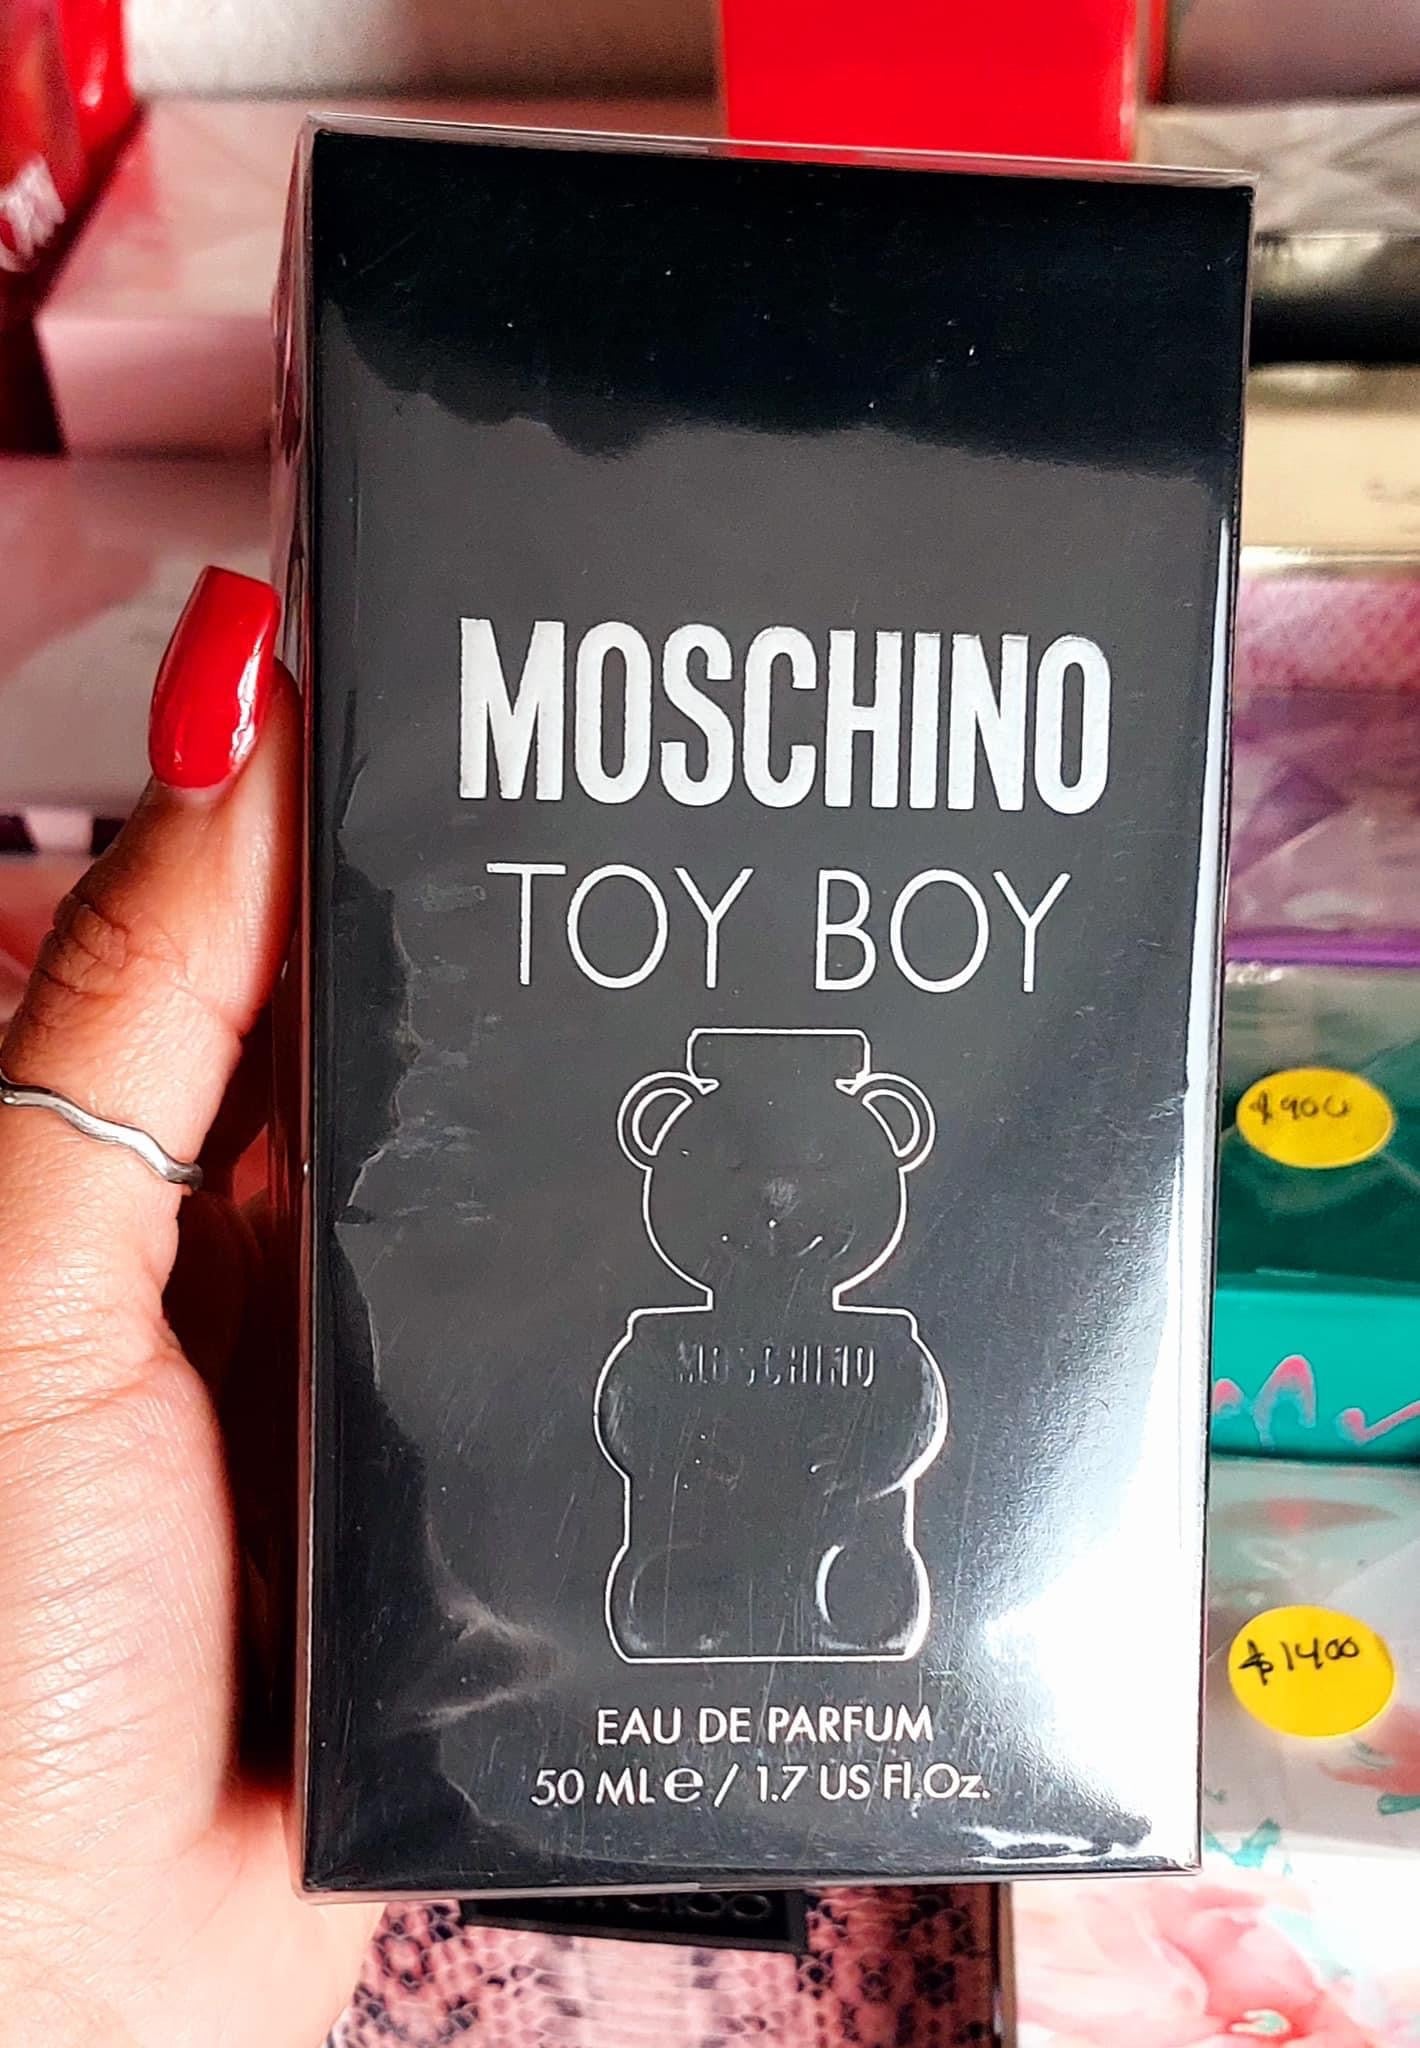 MOSCHINO
TOY BOY
MOSCHINO
EAU DE PARFUM
50 ML e / 1.7 US Fl.Oz.
$900
$1400